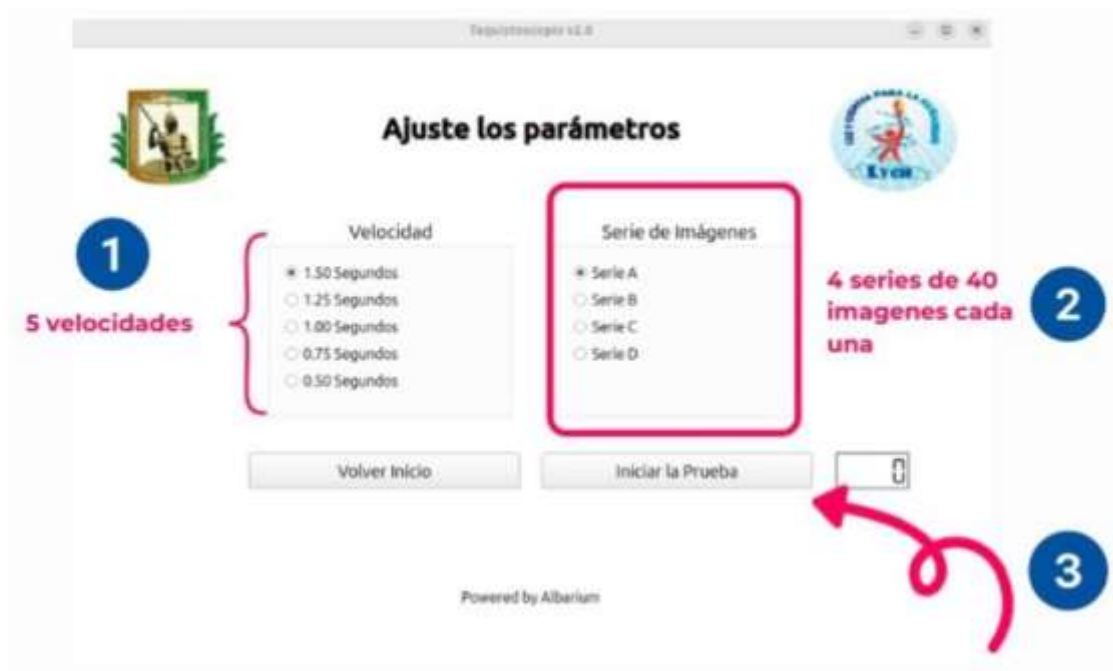 Ajuste los parámetros
1
5 velocidades
Velocidad
1.50 Segundos
1.25 Segundos
1.00 Segundos
0.75 Segundos
0.50 Segundos
Serie de Imágenes
Serie A
Serie B
Serie C
Serie D
4 series de 40
imagenes cada
una
2
Volver Inicio
Iniciar la Prueba
0
3
Powered by Albarium